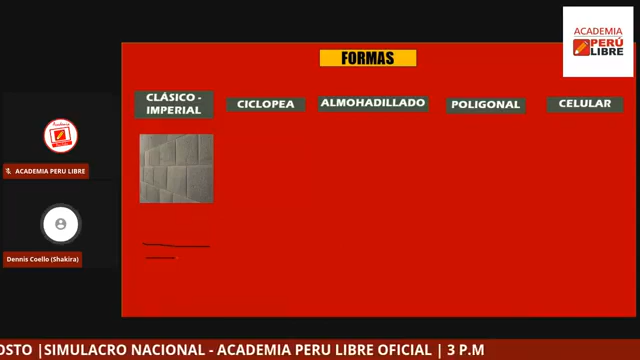 ACADEMIA
PERÚ
LIBRE
FORMAS
CLÁSICO -
IMPERIAL
CICLOPEA
ALMOHADILLADO
POLIGONAL
CELULAR
ACADEMIA PERU LIBRE
Dennis Coello (Shakira)
OSTO |SIMULACRO NACIONAL - ACADEMIA PERU LIBRE OFICIAL | 3 P.M